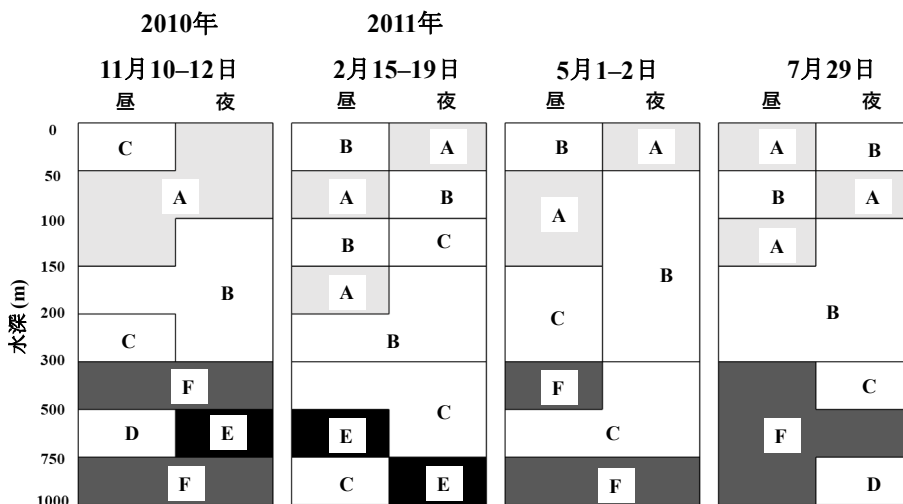 2010年 2011年
11月10–12日 2月15–19日 5月1–2日 7月29日
昼 夜 昼 夜 昼 夜 昼 夜
0
C B A B A A B
50
A A B A B A
100
B C A
150
B A B
200
C B C B
300
F F C
500
D E E C C F
750
F C E F D
1000
水深 (m)